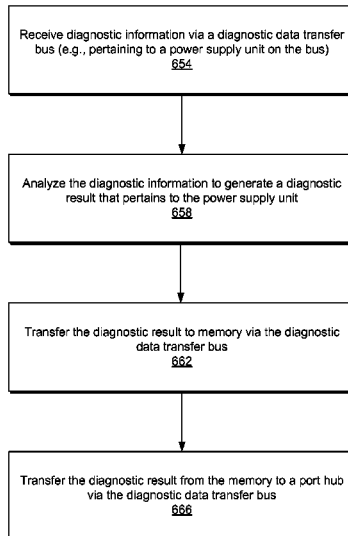 Receive diagnostic information via a diagnostic data transfer
bus (e.g., pertaining to a power supply unit on the bus)
654
Analyze the diagnostic information to generate a diagnostic
result that pertains to the power supply unit
658
Transfer the diagnostic result to memory via the diagnostic
data transfer bus
662
Transfer the diagnostic result from the memory to a port hub
via the diagnostic data transfer bus
666